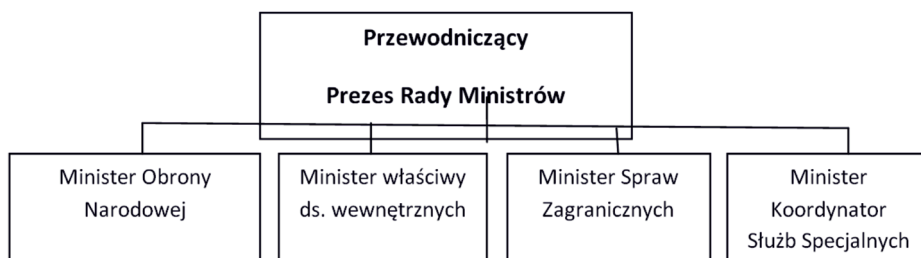 Przewodniczący
Prezes Rady Ministrów
Minister Obrony
Narodowej
Minister właściwy
ds. wewnętrznych
Minister Spraw
Zagranicznych
Minister
Koordynator
Służb Specjalnych